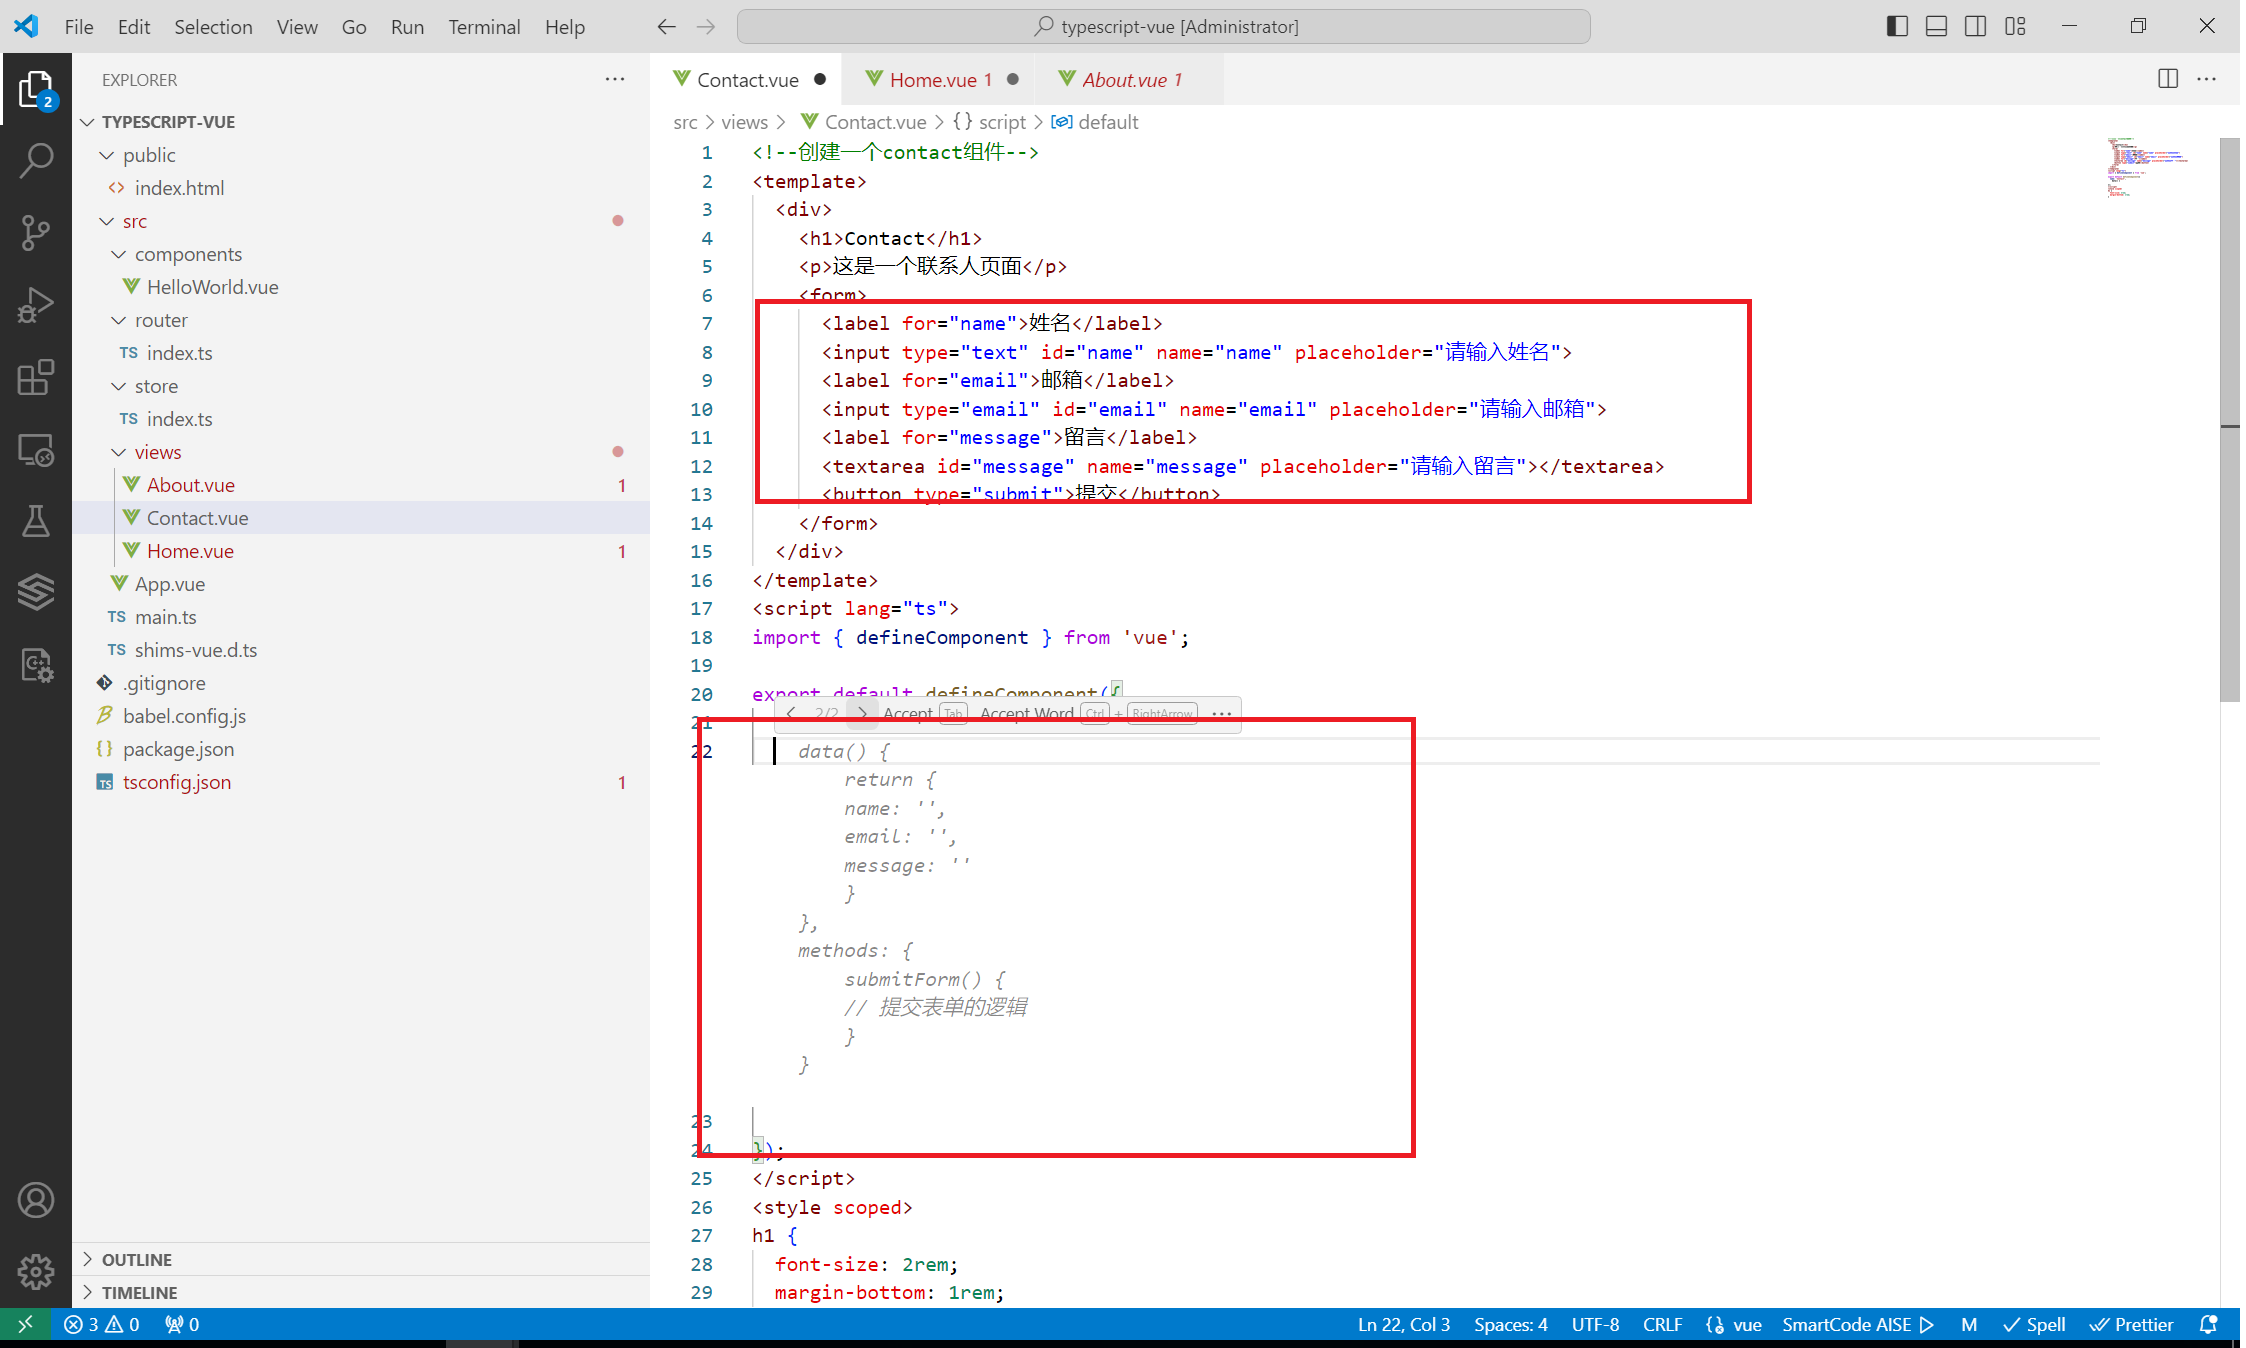 File Edit Selection View Go Run Terminal Help
typescript-vue [Administrator]
EXPLORER
TYPESCRIPT-VUE
public
index.html
src
components
HelloWorld.vue
router
TS index.ts
store
TS index.ts
views
About.vue 1
Contact.vue
Home.vue 1
App.vue
TS main.ts
TS shims-vue.d.ts
.gitignore
babel.config.js
package.json
tsconfig.json 1
OUTLINE
TIMELINE
2
Contact.vue Home.vue 1 About.vue 1
src > views > Contact.vue > {} script > default
1 <!--创建一个contact组件-->
2 <template>
3 <div>
4 <h1>Contact</h1>
5 <p>这是一个联系人页面</p>
6 <form>
7 <label for="name">姓名</label>
8 <input type="text" id="name" name="name" placeholder="请输入姓名">
9 <label for="email">邮箱</label>
10 <input type="email" id="email" name="email" placeholder="请输入邮箱">
11 <label for="message">留言</label>
12 <textarea id="message" name="message" placeholder="请输入留言"></textarea>
13 <button type="submit">提交</button>
14 </form>
15 </div>
16 </template>
17 <script lang="ts">
18 import { defineComponent } from 'vue';
19
20 export default defineComponent({
21
< 2/2 > Accept Tab Accept Word Ctrl + RightArrow ...
22 data() {
return {
name: '',
email: '',
message: ''
}
},
methods: {
submitForm() {
// 提交表单的逻辑
}
}
23
24 });
25 </script>
26 <style scoped>
27 h1 {
28 font-size: 2rem;
29 margin-bottom: 1rem;
3 0 0 Ln 22, Col 3 Spaces: 4 UTF-8 CRLF vue SmartCode AISE M Spell Prettier